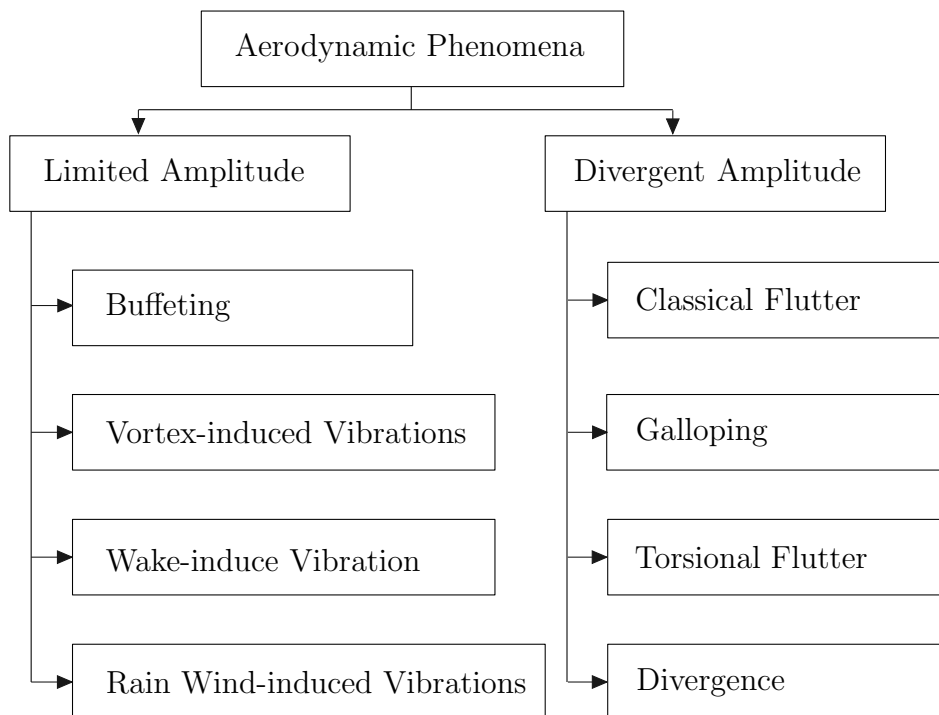 Aerodynamic Phenomena
Limited Amplitude
Divergent Amplitude
Buffeting
Classical Flutter
Vortex-induced Vibrations
Galloping
Wake-induce Vibration
Torsional Flutter
Rain Wind-induced Vibrations
Divergence